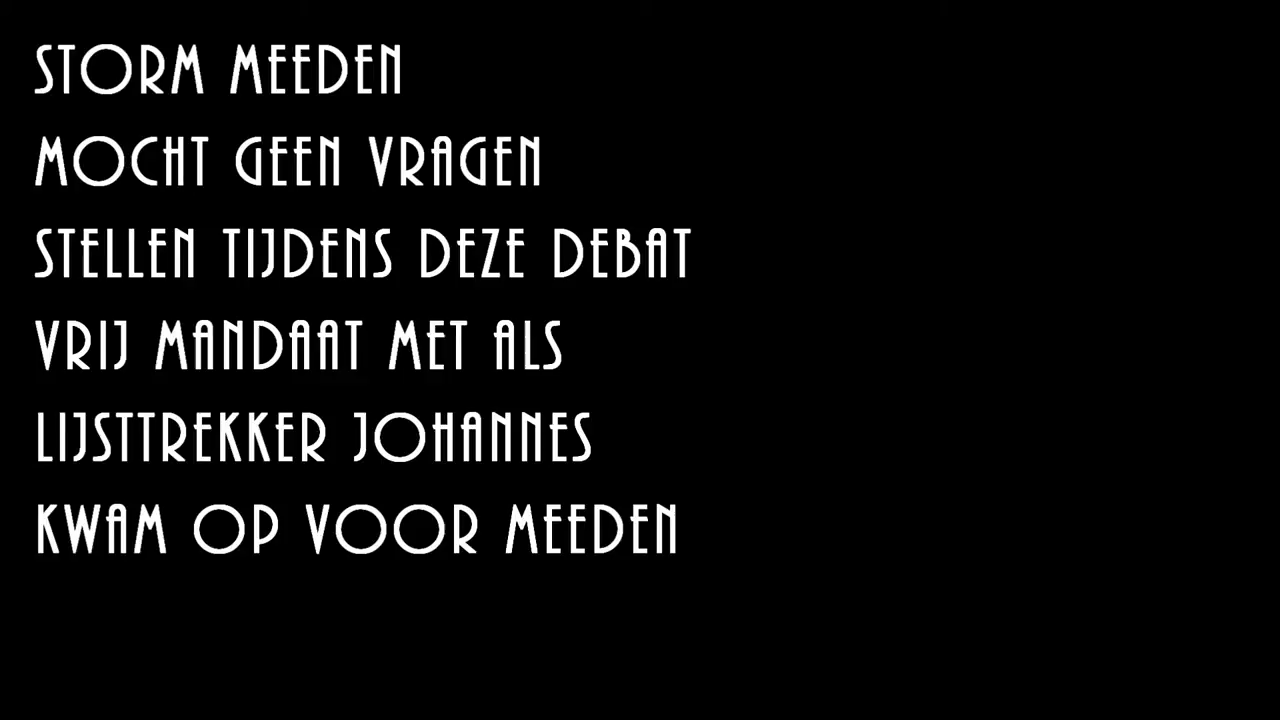 STORM MEEDEN
MOCHT GEEN VRAGEN
STELLEN TIJDENS DEZE DEBAT
VRIJ MANDAAT MET ALS
LIJSTTREKKER JOHANNES
KWAM OP VOOR MEEDEN